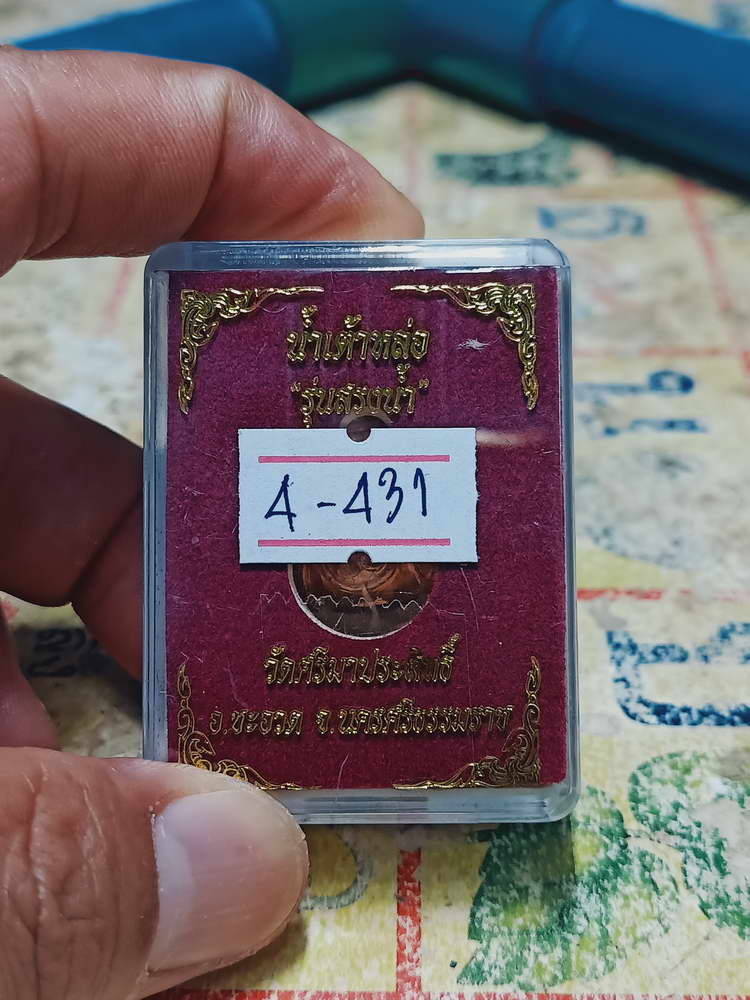 น้ำเต้าหล่อ
"รุ่นสรงน้ำ"
4-431
วัดศรีมาประสิทธิ์
อ.ชะอวด จ.นครศรีธรรมราช